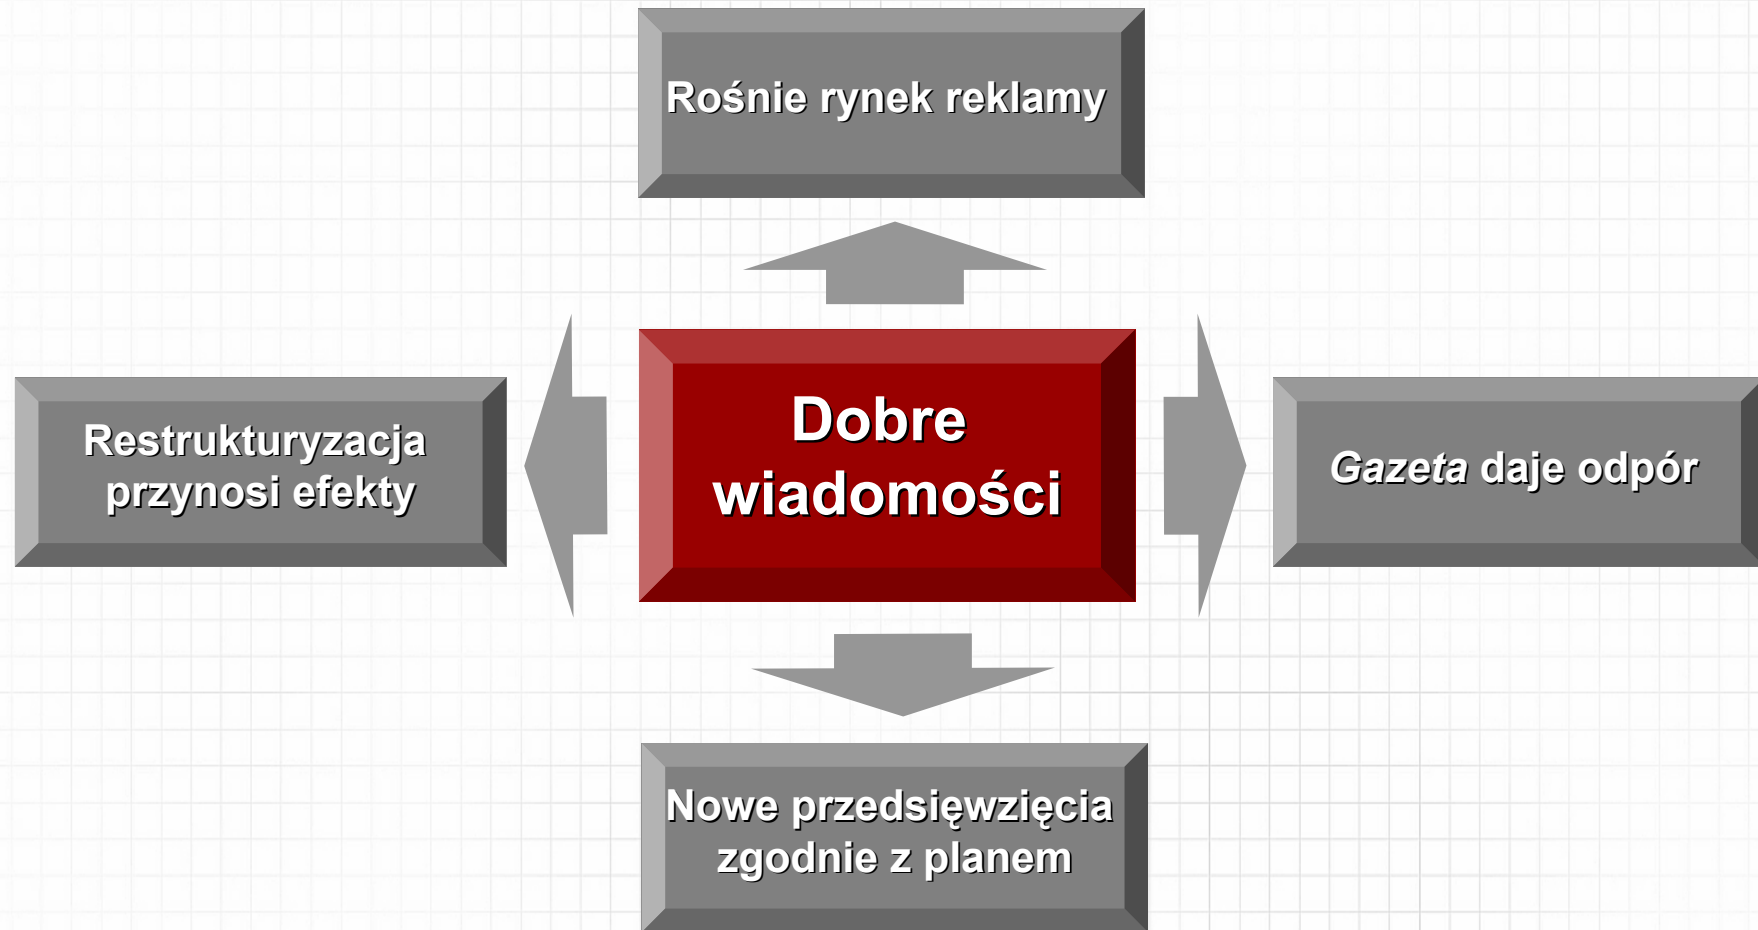 Rośnie rynek reklamy
Restrukturyzacja
przynosi efekty
Dobre
wiadomości
Gazeta daje odpór
Nowe przedsięwzięcia
zgodnie z planem